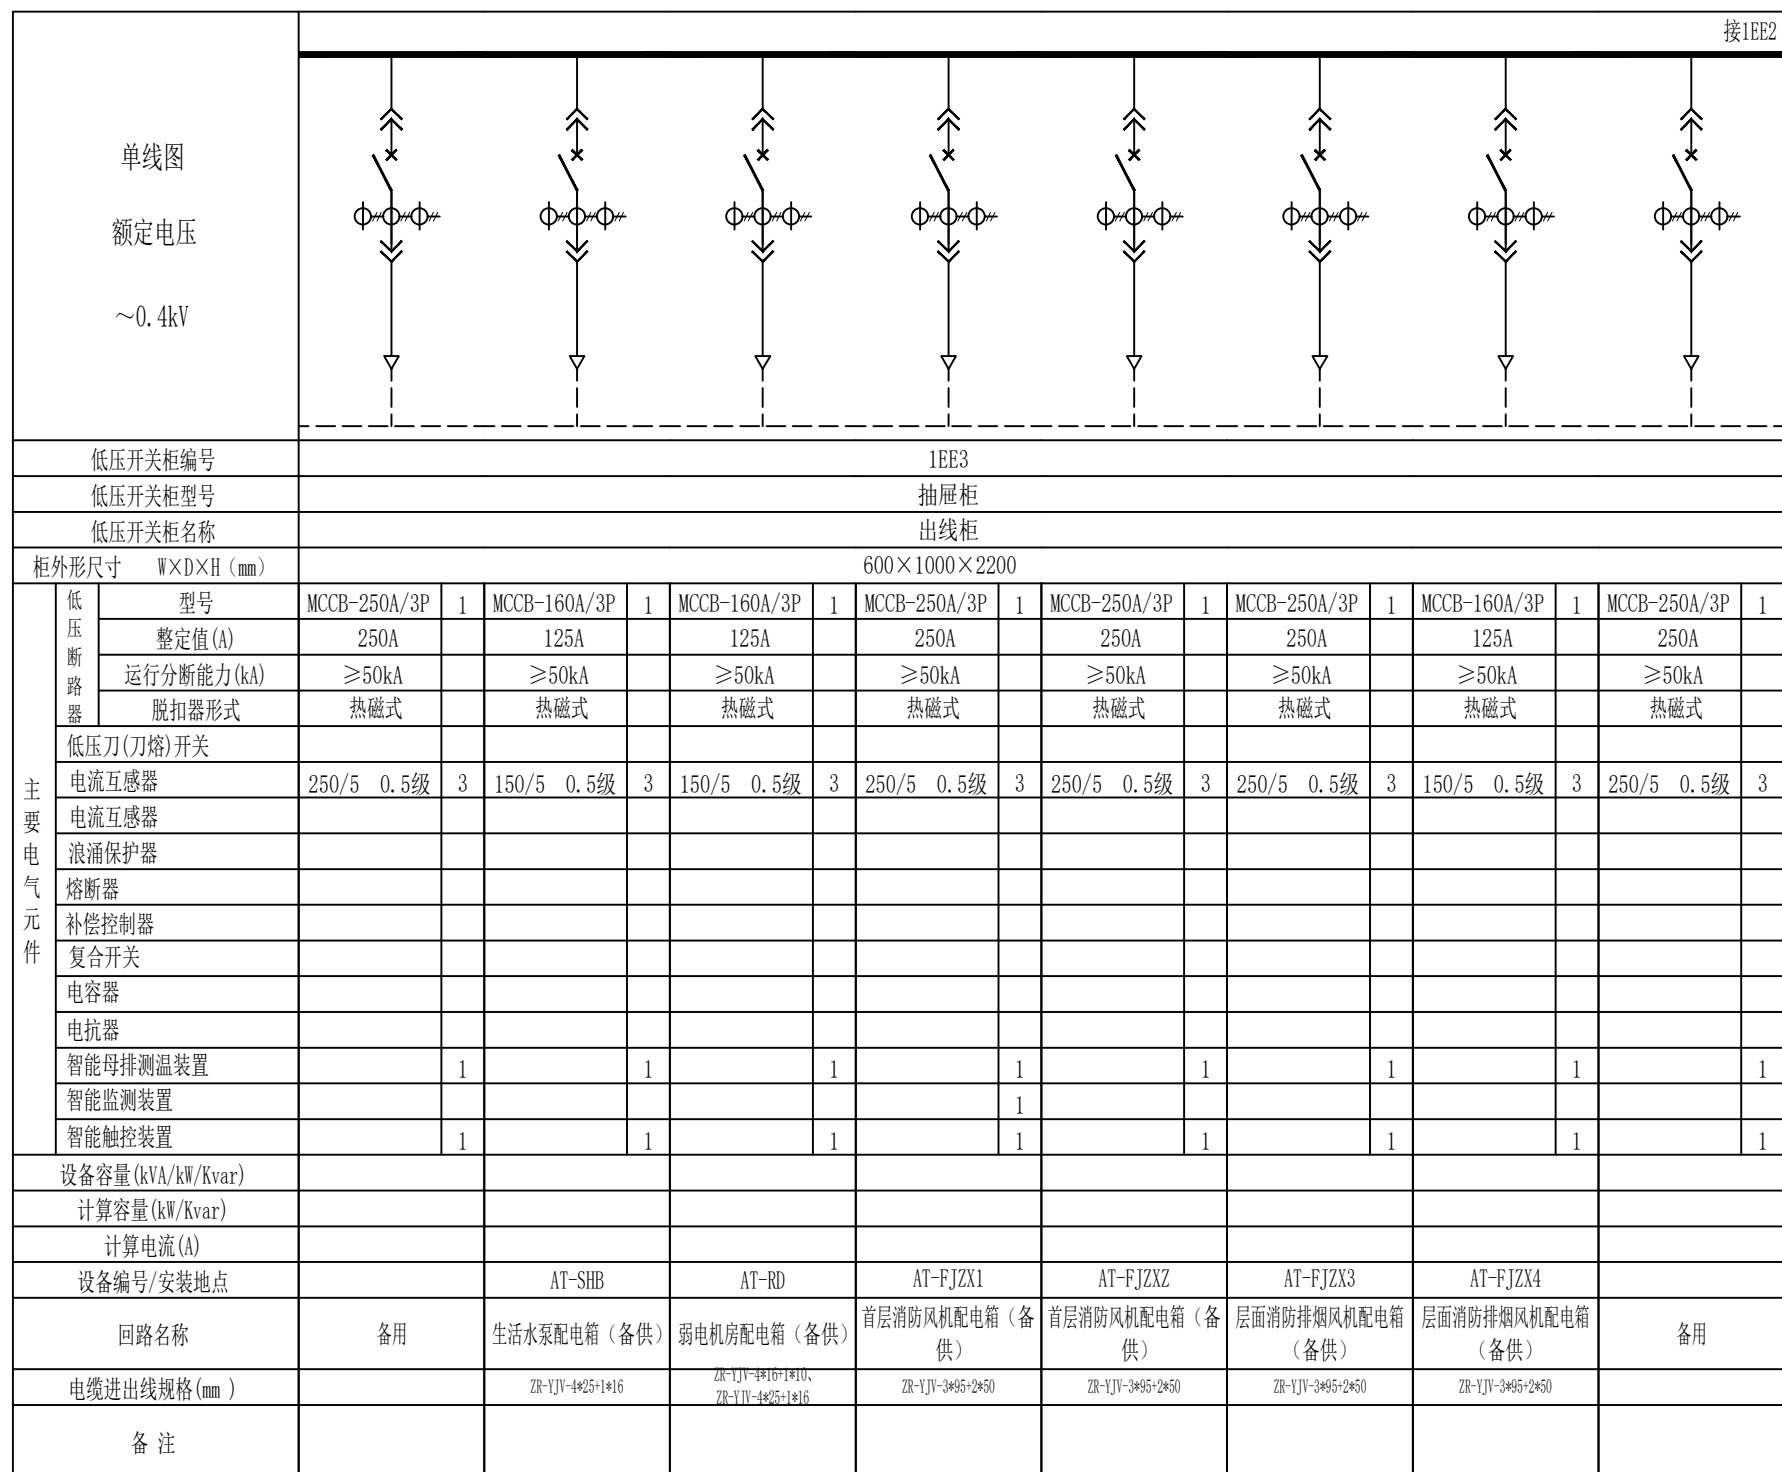 接1EE2
单线图
额定电压
～0.4kV
低压开关柜编号 1EE3
低压开关柜型号 抽屉柜
低压开关柜名称 出线柜
柜外形尺寸 W×D×H（mm） 600×1000×2200
主要电气元件
低压断路器
型号 MCCB-250A/3P 1 MCCB-160A/3P 1 MCCB-160A/3P 1 MCCB-250A/3P 1 MCCB-250A/3P 1 MCCB-250A/3P 1 MCCB-160A/3P 1 MCCB-250A/3P 1
整定值(A) 250A 125A 125A 250A 250A 250A 125A 250A
运行分断能力(kA) ≥50kA ≥50kA ≥50kA ≥50kA ≥50kA ≥50kA ≥50kA ≥50kA
脱扣器形式 热磁式 热磁式 热磁式 热磁式 热磁式 热磁式 热磁式 热磁式
低压刀(刀熔)开关
电流互感器 250/5 0.5级 3 150/5 0.5级 3 150/5 0.5级 3 250/5 0.5级 3 250/5 0.5级 3 250/5 0.5级 3 150/5 0.5级 3 250/5 0.5级 3
电流互感器
浪涌保护器
熔断器
补偿控制器
复合开关
电容器
电抗器
智能母排测温装置 1 1 1 1 1 1 1 1
智能监测装置 1
智能触控装置 1 1 1 1 1 1 1 1
设备容量(kVA/kW/Kvar)
计算容量(kW/Kvar)
计算电流(A)
设备编号/安装地点 AT-SHB AT-RD AT-FJZX1 AT-FJZXZ AT-FJZX3 AT-FJZX4
回路名称 备用 生活水泵配电箱（备供） 弱电机房配电箱（备供） 首层消防风机配电箱（备供） 首层消防风机配电箱（备供） 层面消防排烟风机配电箱（备供） 层面消防排烟风机配电箱（备供） 备用
电缆进出线规格(mm ) ZR-YJV-4*25+1*16 ZR-YJV-4*16+1*10、 ZR-YJV-4*25+1*16 ZR-YJV-3*95+2*50 ZR-YJV-3*95+2*50 ZR-YJV-3*95+2*50 ZR-YJV-3*95+2*50
备 注